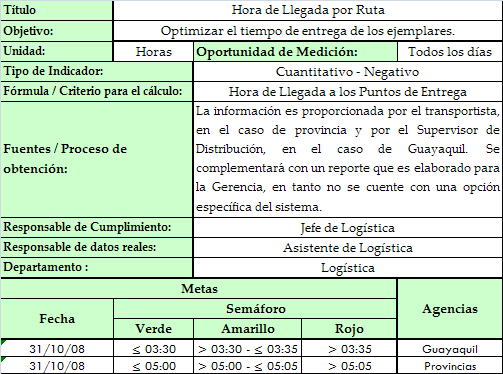 Título Hora de Llegada por Ruta
Objetivo: Optimizar el tiempo de entrega de los ejemplares.
Unidad: Horas Oportunidad de Medición: Todos los días
Tipo de Indicador: Cuantitativo - Negativo
Fórmula / Criterio para el cálculo: Hora de Llegada a los Puntos de Entrega
Fuentes / Proceso de
obtención:
La información es proporcionada por el transportista,
en el caso de provincia y por el Supervisor de
Distribución, en el caso de Guayaquil. Se
complementará con un reporte que es elaborado para
la Gerencia, en tanto no se cuente con una opción
específica del sistema.
Responsable de Cumplimiento: Jefe de Logística
Responsable de datos reales: Asistente de Logística
Departamento : Logística
Metas
Fecha Semáforo Agencias
Verde Amarillo Rojo
31/10/08 ≤ 03:30 > 03:30 - ≤ 03:35 > 03:35 Guayaquil
31/10/08 ≤ 05:00 > 05:00 - ≤ 05:05 > 05:05 Provincias